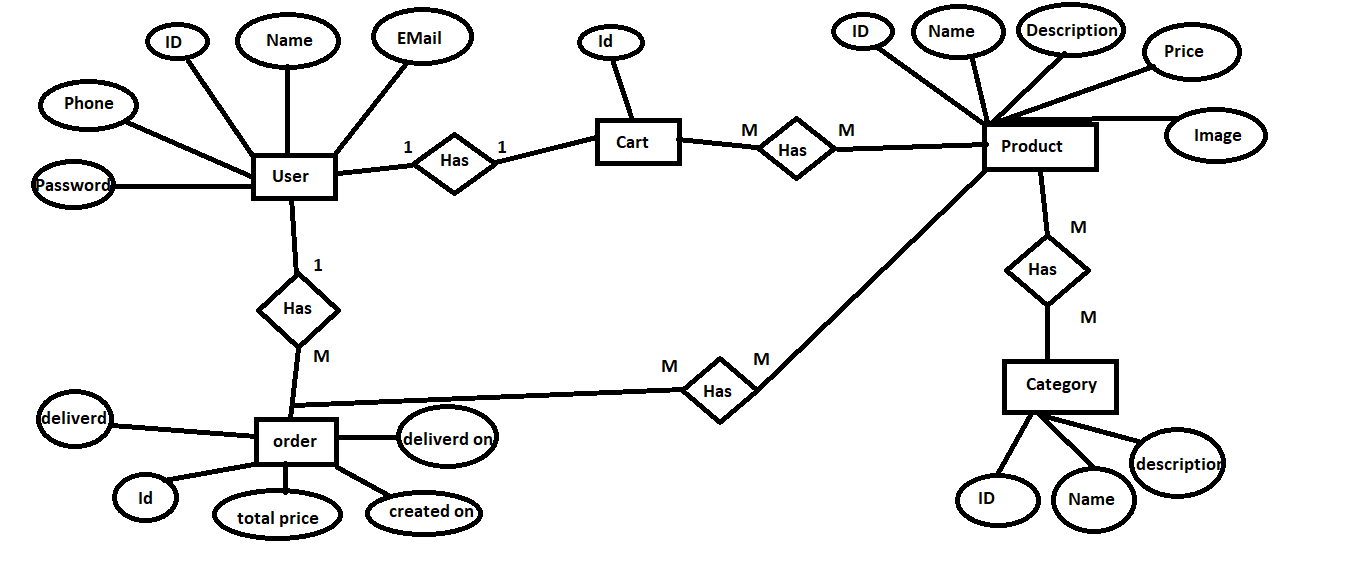 ID
Name
EMail
Id
ID
Name
Description
Price
Phone
Image
1
Has
1
Cart
M
Has
M
Product
Password
User
1
M
Has
Has
M
M
M
Has
M
Category
deliverd
order
deliverd on
description
Id
total price
created on
ID
Name